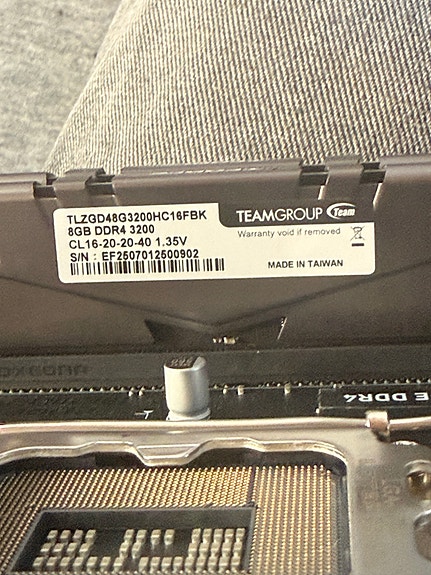 TLZGD48G3200HC16FBK
8GB DDR4 3200
CL16-20-20-40 1.35V
S/N : EF2507012500902
TEAMGROUP Team
Warranty void if removed
MADE IN TAIWAN
E DDR4